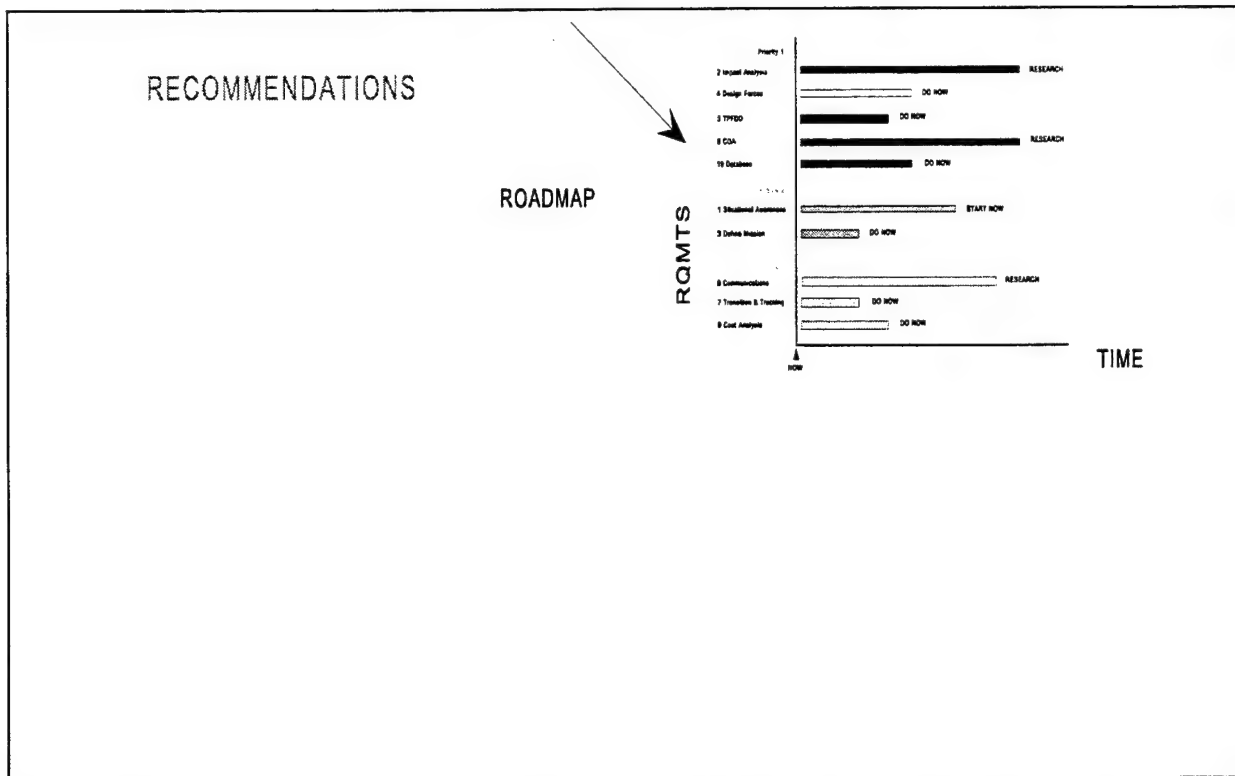 RECOMMENDATIONS
ROADMAP
RQMTS
Priority 1
2 Impact Analysis RESEARCH
4 Design Forces DO NOW
5 TPFDD DO NOW
COA RESEARCH
10 Database DO NOW
1 Situational Awareness START NOW
3 Define Mission DO NOW
Communications RESEARCH
7 Transition & Tracking DO NOW
9 Cost Analysis DO NOW
NOW
TIME